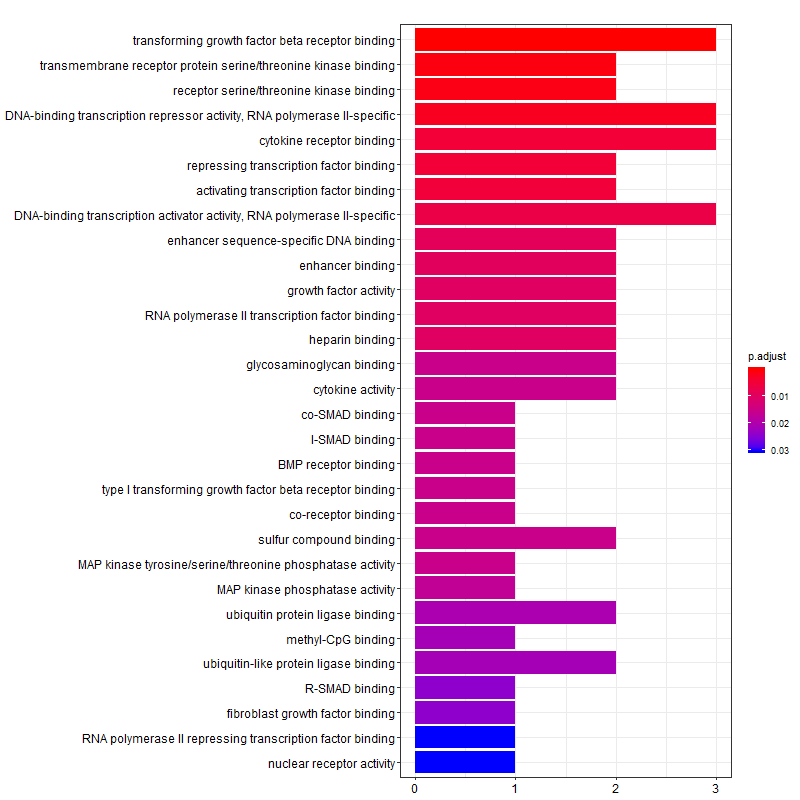 transforming growth factor beta receptor binding
transmembrane receptor protein serine/threonine kinase binding
receptor serine/threonine kinase binding
DNA-binding transcription repressor activity, RNA polymerase II-specific
cytokine receptor binding
repressing transcription factor binding
activating transcription factor binding
DNA-binding transcription activator activity, RNA polymerase II-specific
enhancer sequence-specific DNA binding
enhancer binding
growth factor activity
RNA polymerase II transcription factor binding
heparin binding
glycosaminoglycan binding
cytokine activity
co-SMAD binding
I-SMAD binding
BMP receptor binding
type I transforming growth factor beta receptor binding
co-receptor binding
sulfur compound binding
MAP kinase tyrosine/serine/threonine phosphatase activity
MAP kinase phosphatase activity
ubiquitin protein ligase binding
methyl-CpG binding
ubiquitin-like protein ligase binding
R-SMAD binding
fibroblast growth factor binding
RNA polymerase II repressing transcription factor binding
nuclear receptor activity
0 1 2 3
p.adjust
0.01
0.02
0.03